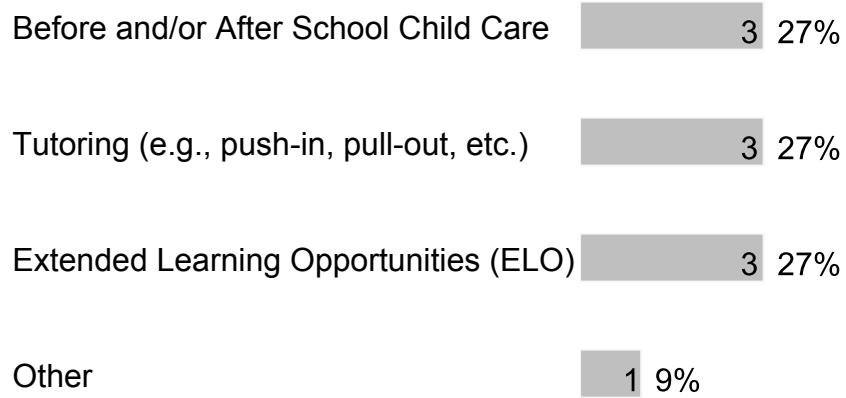 Before and/or After School Child Care 3 27%
Tutoring (e.g., push-in, pull-out, etc.) 3 27%
Extended Learning Opportunities (ELO) 3 27%
Other 1 9%